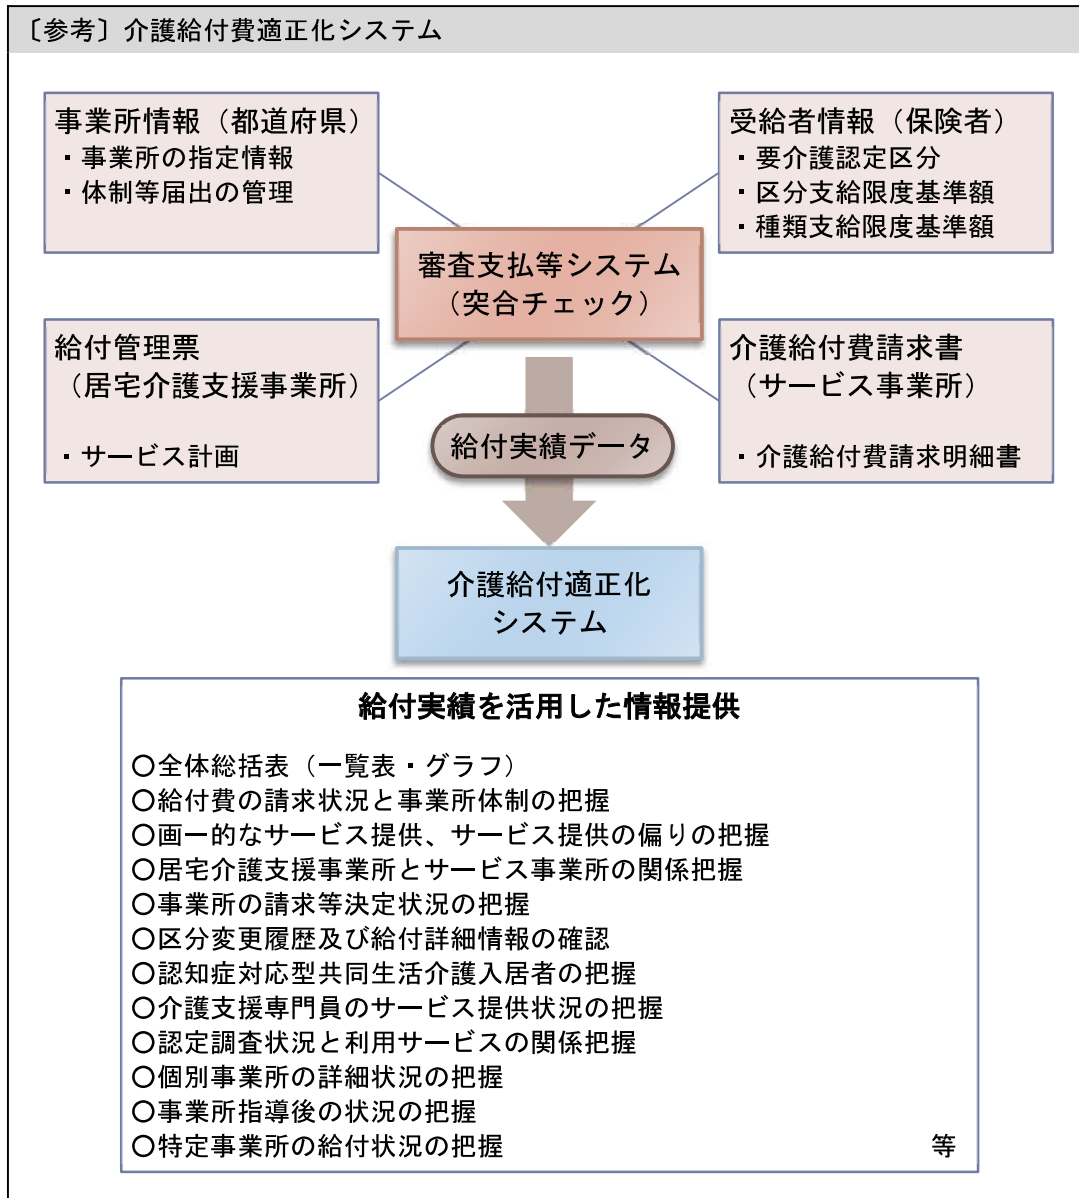 〔参考〕介護給付費適正化システム
事業所情報（都道府県）
・事業所の指定情報
・体制等届出の管理
受給者情報（保険者）
・要介護認定区分
・区分支給限度基準額
・種類支給限度基準額
審査支払等システム
（突合チェック）
給付管理票
（居宅介護支援事業所）
・サービス計画
介護給付費請求書
（サービス事業所）
・介護給付費請求明細書
給付実績データ
介護給付適正化
システム
給付実績を活用した情報提供
○全体総括表（一覧表・グラフ）
○給付費の請求状況と事業所体制の把握
○画一的なサービス提供、サービス提供の偏りの把握
○居宅介護支援事業所とサービス事業所の関係把握
○事業所の請求等決定状況の把握
○区分変更履歴及び給付詳細情報の確認
○認知症対応型共同生活介護入居者の把握
○介護支援専門員のサービス提供状況の把握
○認定調査状況と利用サービスの関係把握
○個別事業所の詳細状況の把握
○事業所指導後の状況の把握
○特定事業所の給付状況の把握 等